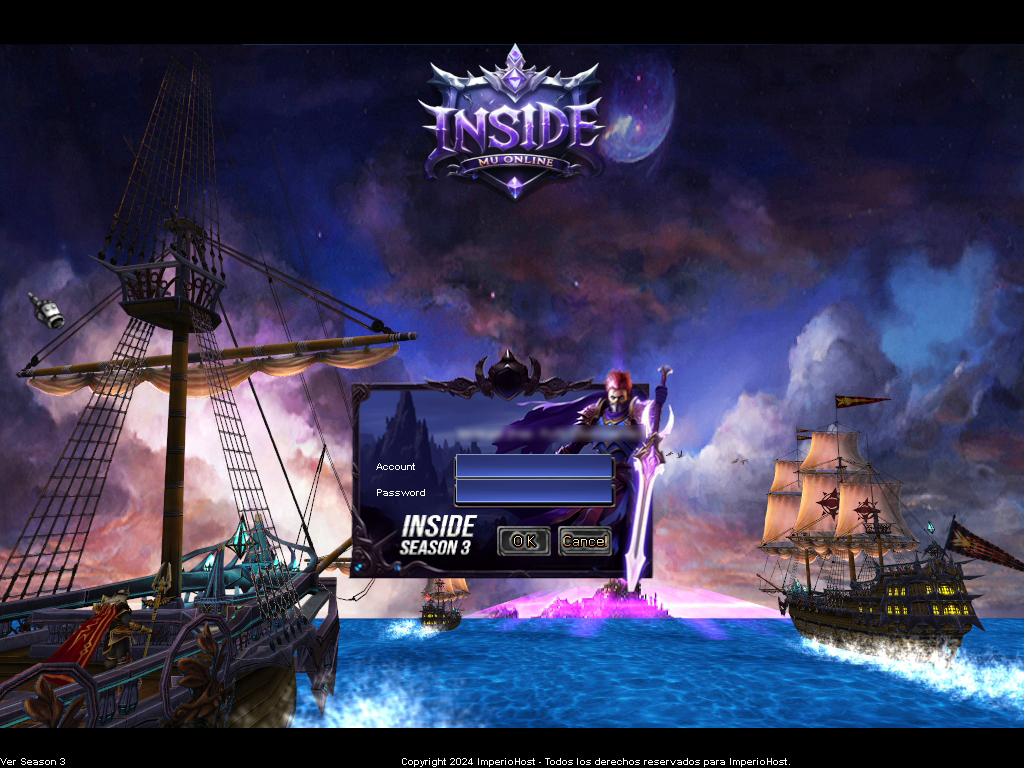 INSIDE
MU ONLINE
Account
Password
INSIDE
SEASON 3
OK
Cancel
Ver Season 3
Copyright 2024 ImperioHost - Todos los derechos reservados para ImperioHost.